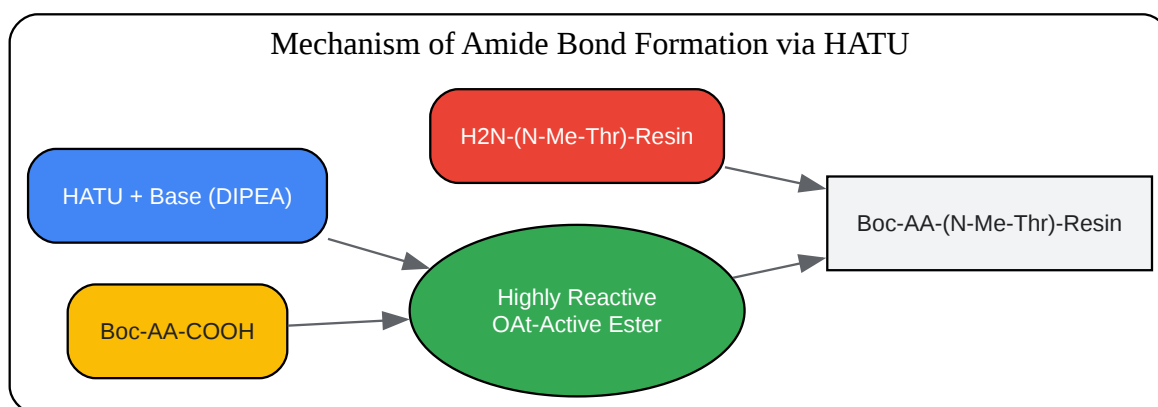 Mechanism of Amide Bond Formation via HATU
H2N-(N-Me-Thr)-Resin
HATU + Base (DIPEA)
Boc-AA-(N-Me-Thr)-Resin
Highly Reactive
OAt-Active Ester
Boc-AA-COOH